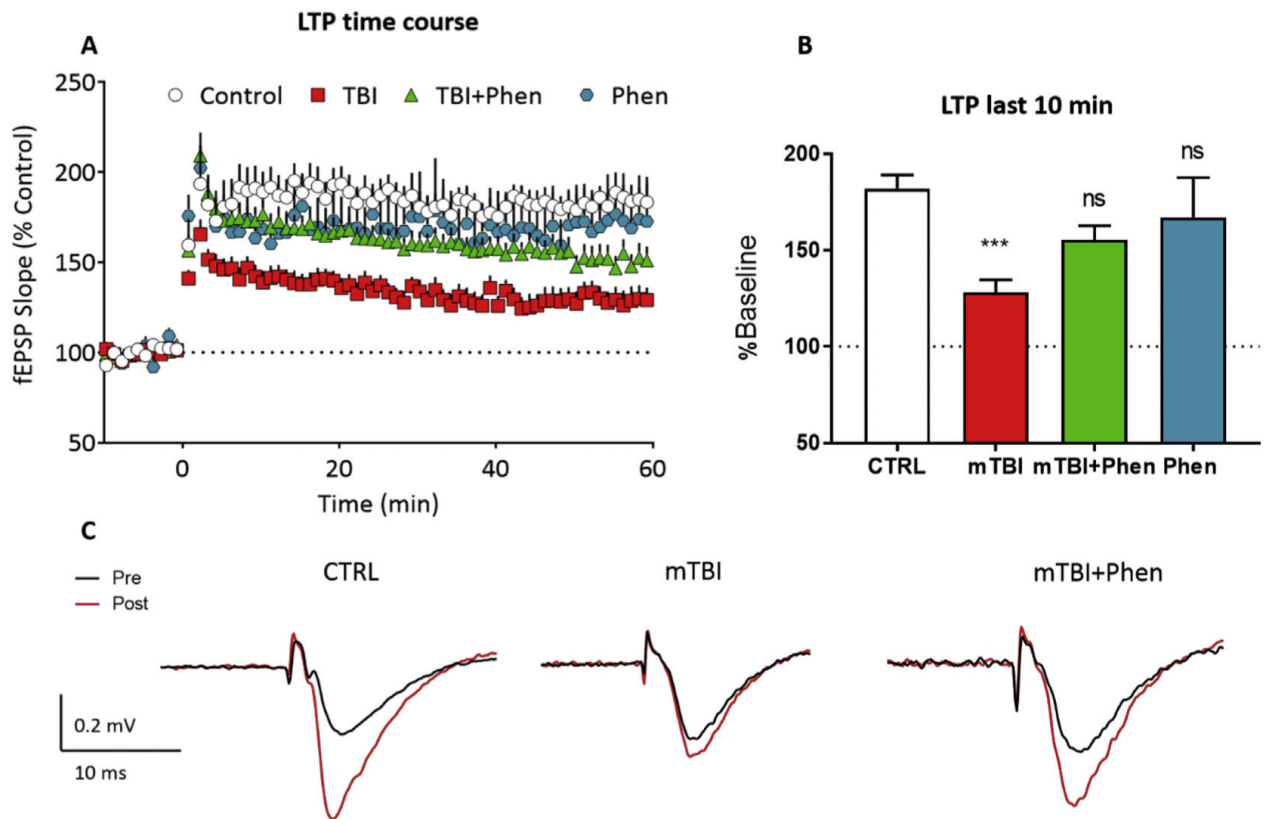 LTP time course
A
250
200
150
100
50
fEPSP Slope (% Control)
Control TBI TBI+Phen Phen
0 20 40 60
Time (min)
B
LTP last 10 min
200
150
100
50
%Baseline
*** ns ns
CTRL mTBI mTBI+Phen Phen
C
Pre
Post
CTRL mTBI mTBI+Phen
0.2 mV
10 ms